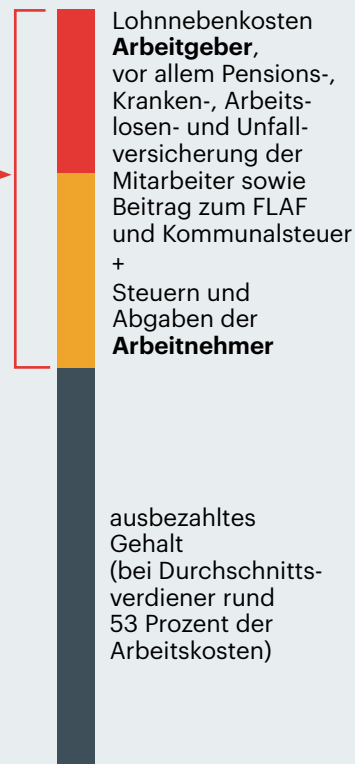 Lohnnebenkosten
Arbeitgeber,
vor allem Pensions-,
Kranken-, Arbeits-
losen- und Unfall-
versicherung der
Mitarbeiter sowie
Beitrag zum FLAF
und Kommunalsteuer
+
Steuern und
Abgaben der
Arbeitnehmer
ausbezahltes
Gehalt
(bei Durchschnitts-
verdiener rund
53 Prozent der
Arbeitskosten)